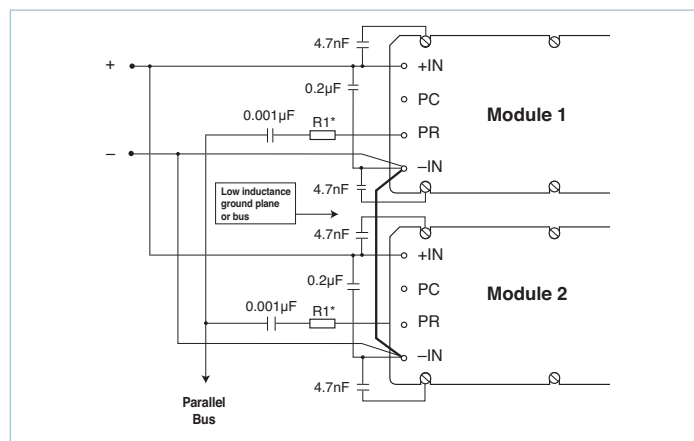 4.7nF
+
+IN
0.2µF
PC
Module 1
0.001µF
R1*
PR
–
–IN
4.7nF
Low inductance
ground plane
or bus
4.7nF
+IN
0.2µF
PC
Module 2
0.001µF
R1*
PR
–IN
4.7nF
Parallel
Bus